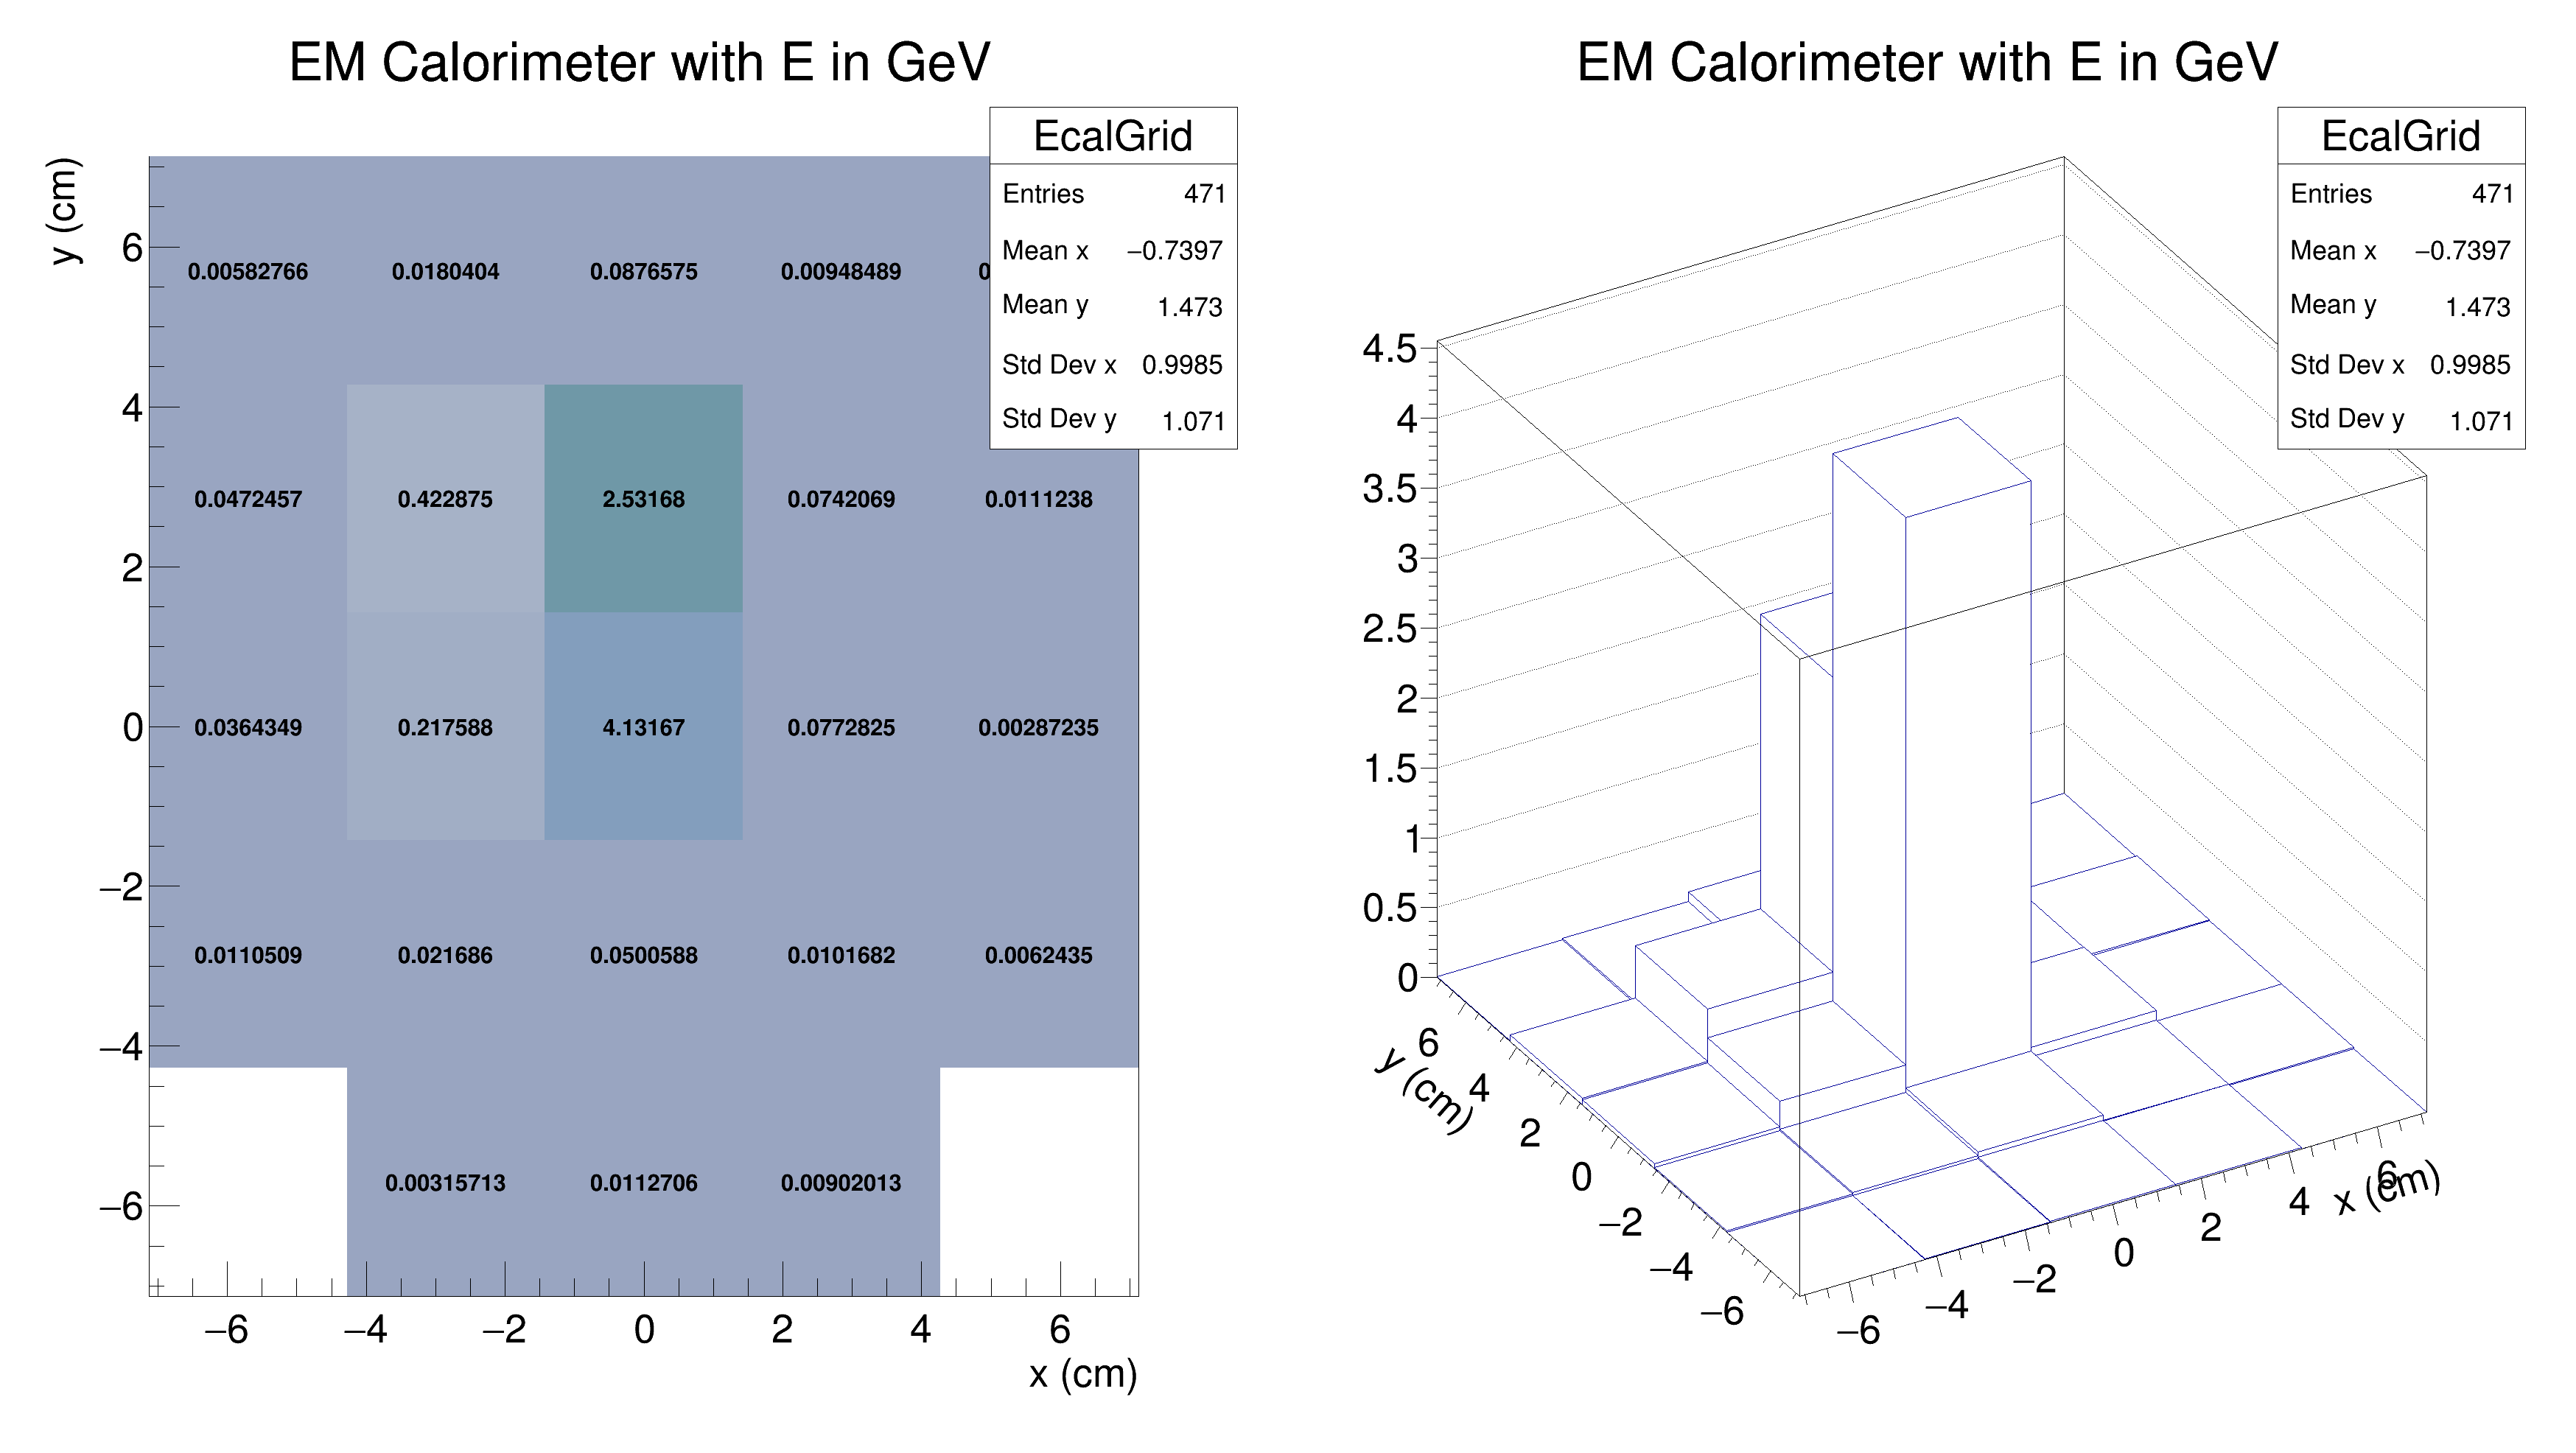 EM Calorimeter with E in GeV
EcalGrid
Entries 471
Mean x −0.7397
Mean y 1.473
Std Dev x 0.9985
Std Dev y 1.071
y (cm)
6
4
2
0
−2
−4
−6
0.00582766 0.0180404 0.0876575 0.00948489 0
0.0472457 0.422875 2.53168 0.0742069 0.0111238
0.0364349 0.217588 4.13167 0.0772825 0.00287235
0.0110509 0.021686 0.0500588 0.0101682 0.0062435
0.00315713 0.0112706 0.00902013
−6 −4 −2 0 2 4 6
x (cm)
EM Calorimeter with E in GeV
EcalGrid
Entries 471
Mean x −0.7397
Mean y 1.473
Std Dev x 0.9985
Std Dev y 1.071
4.5
4
3.5
3
2.5
2
1.5
1
0.5
0
6
4
2
0
−2
−4
−6
y (cm)
−6 −4 −2 0 2 4 6
x (cm)